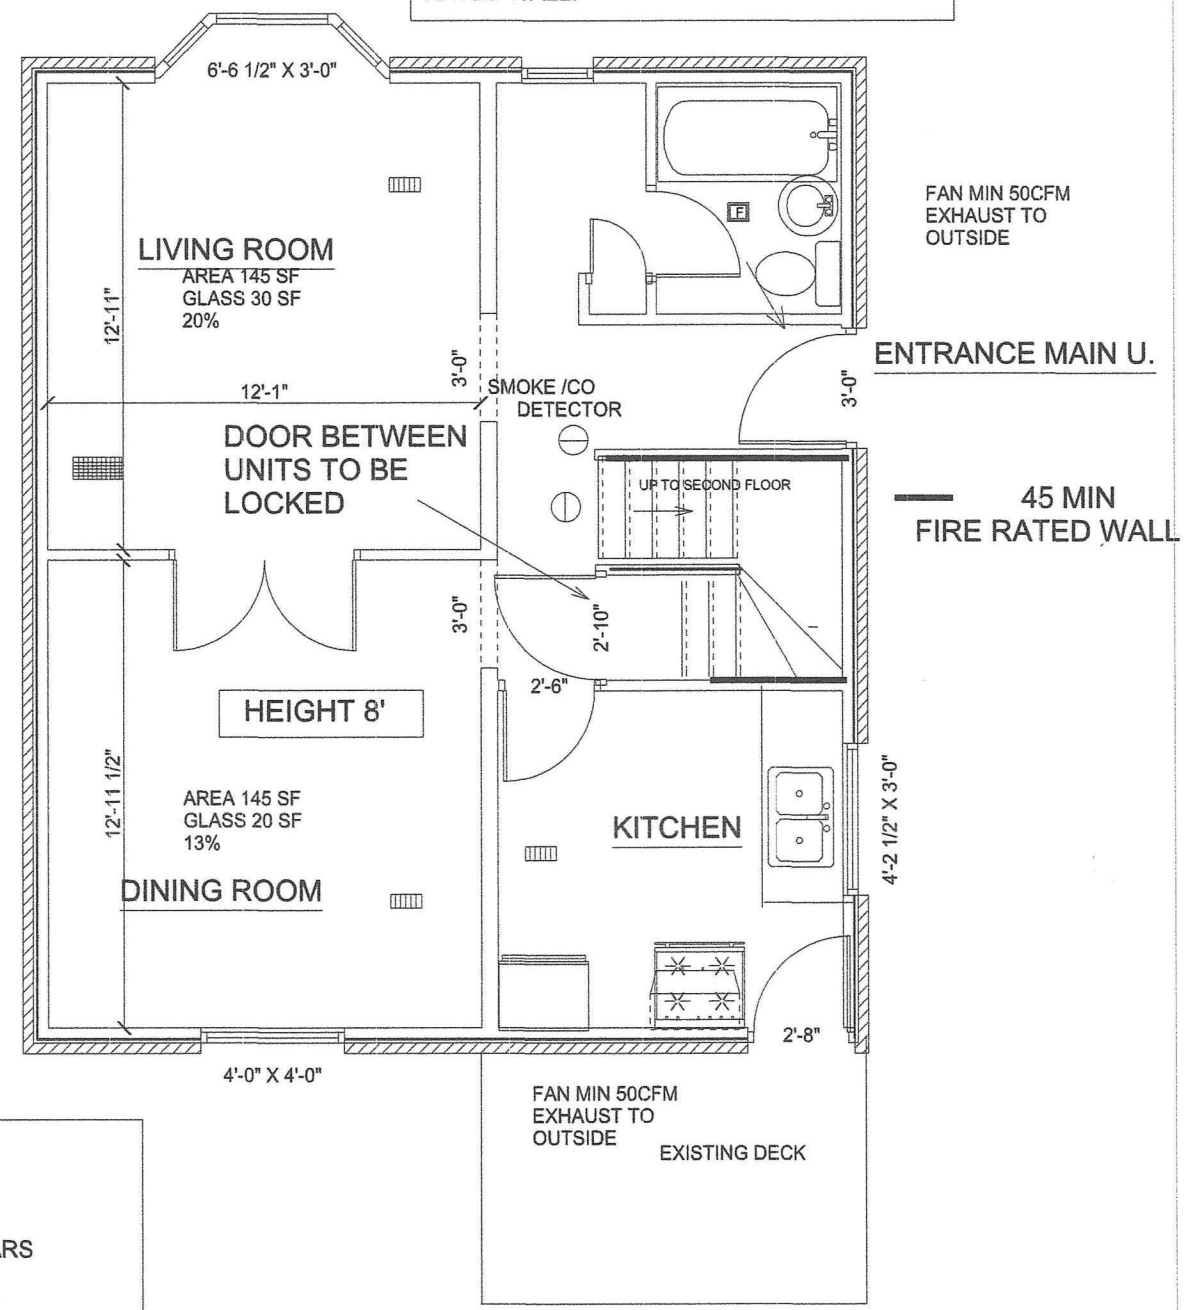 6'-6 1/2" X 3'-0"
FAN MIN 50CFM
EXHAUST TO
OUTSIDE
F
LIVING ROOM
AREA 145 SF
GLASS 30 SF
20%
12'-11"
12'-1"
3'-0"
SMOKE /CO
DETECTOR
ENTRANCE MAIN U.
3'-0"
DOOR BETWEEN
UNITS TO BE
LOCKED
UP TO SECOND FLOOR
45 MIN
FIRE RATED WALL
3'-0"
2'-10"
2'-6"
HEIGHT 8'
12'-11 1/2"
AREA 145 SF
GLASS 20 SF
13%
DINING ROOM
KITCHEN
4'-2 1/2" X 3'-0"
2'-8"
4'-0" X 4'-0"
FAN MIN 50CFM
EXHAUST TO
OUTSIDE
EXISTING DECK